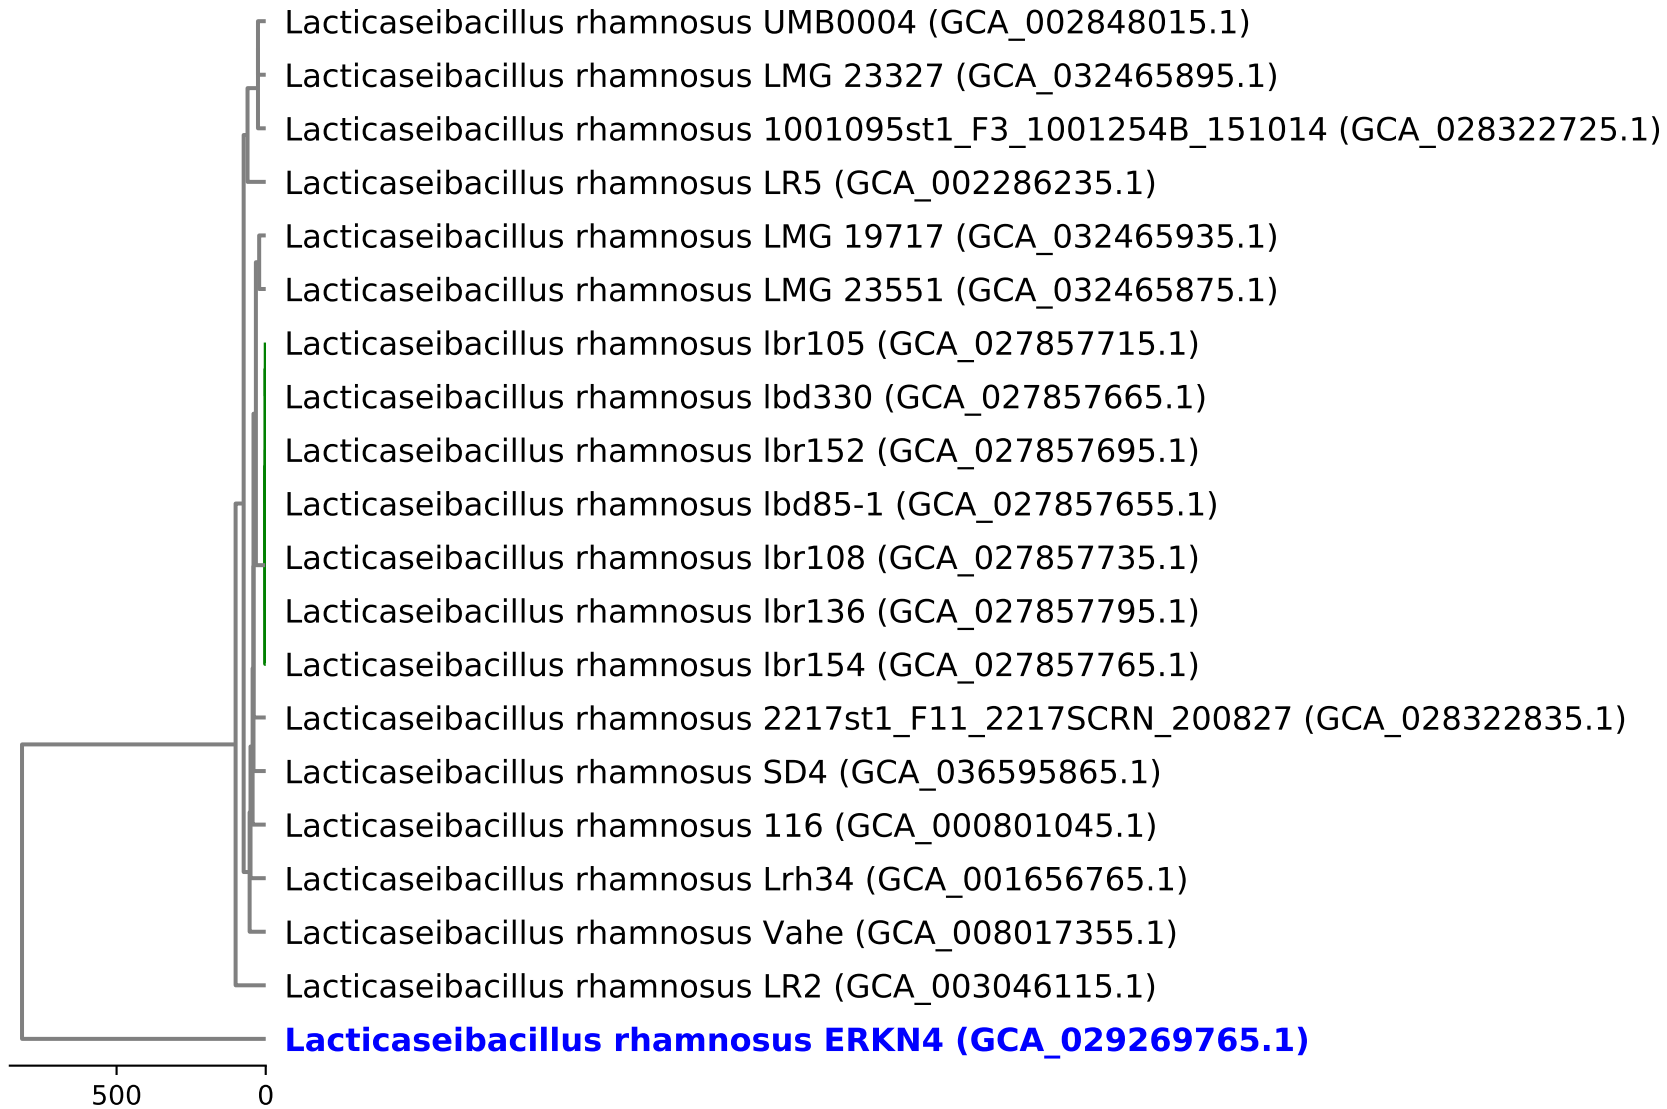 Lacticaseibacillus rhamnosus UMB0004 (GCA_002848015.1)
Lacticaseibacillus rhamnosus LMG 23327 (GCA_032465895.1)
Lacticaseibacillus rhamnosus 1001095st1_F3_1001254B_151014 (GCA_028322725.1)
Lacticaseibacillus rhamnosus LR5 (GCA_002286235.1)
Lacticaseibacillus rhamnosus LMG 19717 (GCA_032465935.1)
Lacticaseibacillus rhamnosus LMG 23551 (GCA_032465875.1)
Lacticaseibacillus rhamnosus lbr105 (GCA_027857715.1)
Lacticaseibacillus rhamnosus lbd330 (GCA_027857665.1)
Lacticaseibacillus rhamnosus lbr152 (GCA_027857695.1)
Lacticaseibacillus rhamnosus lbd85-1 (GCA_027857655.1)
Lacticaseibacillus rhamnosus lbr108 (GCA_027857735.1)
Lacticaseibacillus rhamnosus lbr136 (GCA_027857795.1)
Lacticaseibacillus rhamnosus lbr154 (GCA_027857765.1)
Lacticaseibacillus rhamnosus 2217st1_F11_2217SCRN_200827 (GCA_028322835.1)
Lacticaseibacillus rhamnosus SD4 (GCA_036595865.1)
Lacticaseibacillus rhamnosus 116 (GCA_000801045.1)
Lacticaseibacillus rhamnosus Lrh34 (GCA_001656765.1)
Lacticaseibacillus rhamnosus Vahe (GCA_008017355.1)
Lacticaseibacillus rhamnosus LR2 (GCA_003046115.1)
Lacticaseibacillus rhamnosus ERKN4 (GCA_029269765.1)
500 0